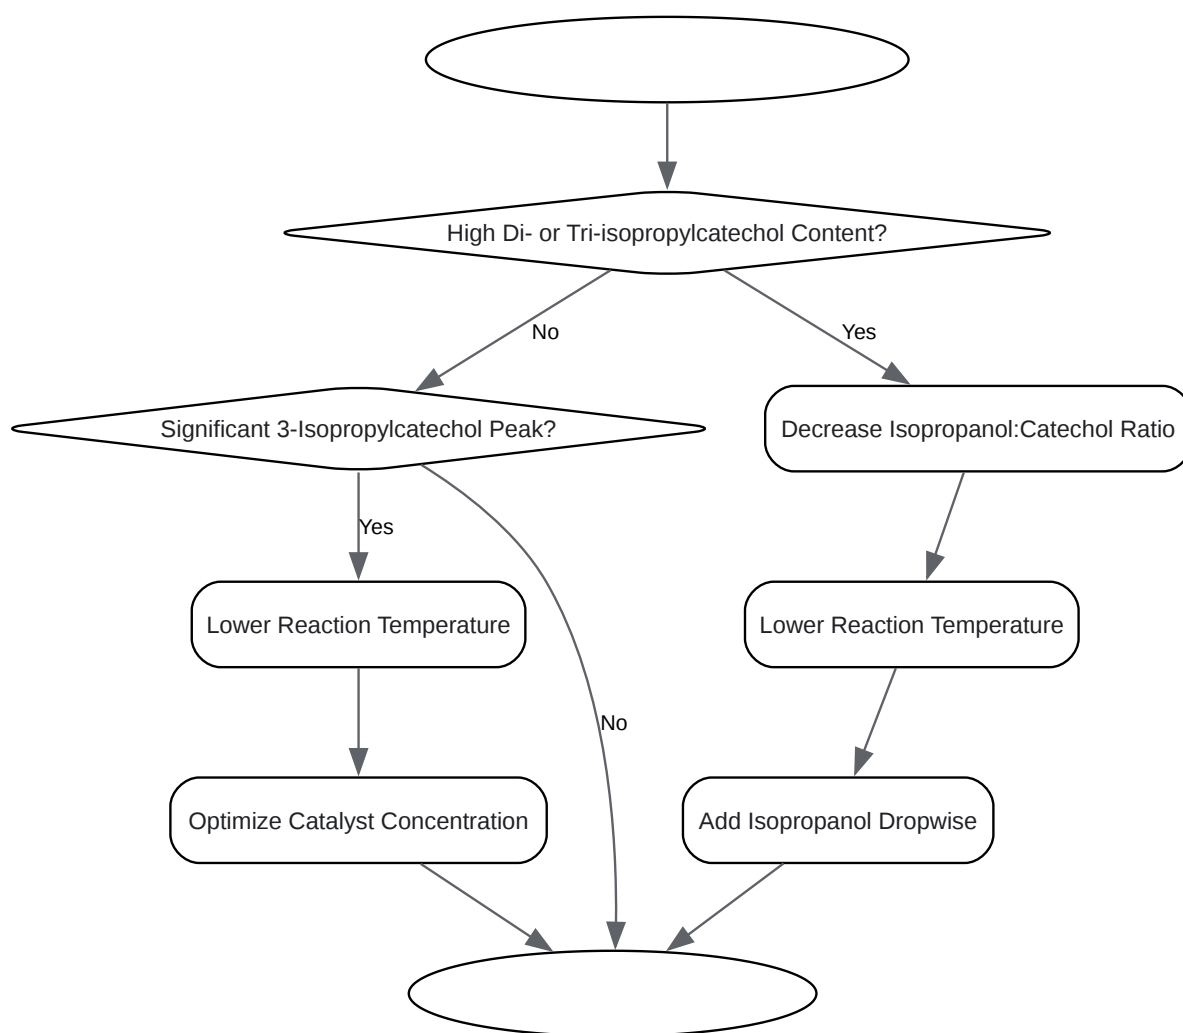 High Di- or Tri-isopropylcatechol Content?
No
Yes
Significant 3-Isopropylcatechol Peak?
Decrease Isopropanol:Catechol Ratio
Yes
Lower Reaction Temperature
Lower Reaction Temperature
No
Optimize Catalyst Concentration
Add Isopropanol Dropwise